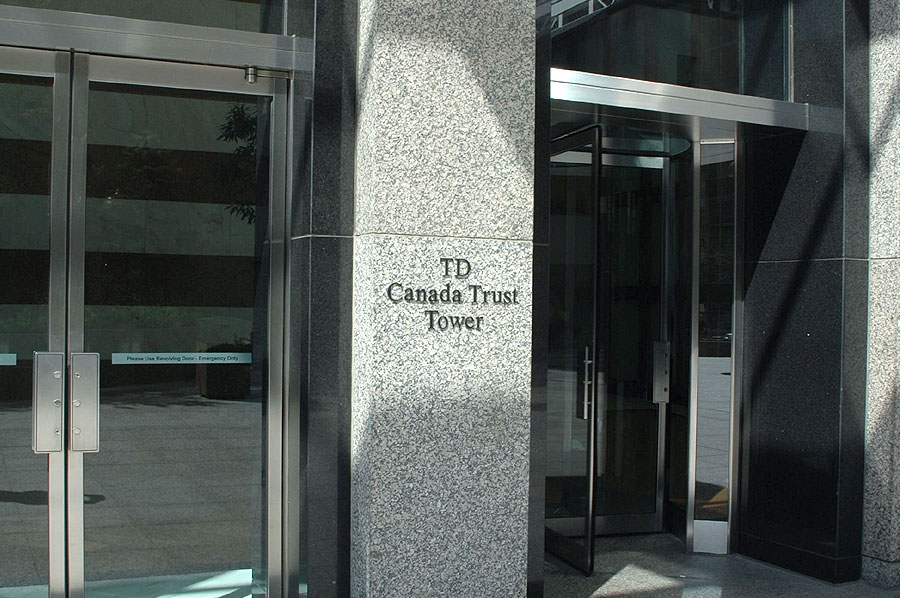 TD
Canada Trust
Tower
Please Use Revolving Door - Emergency Only